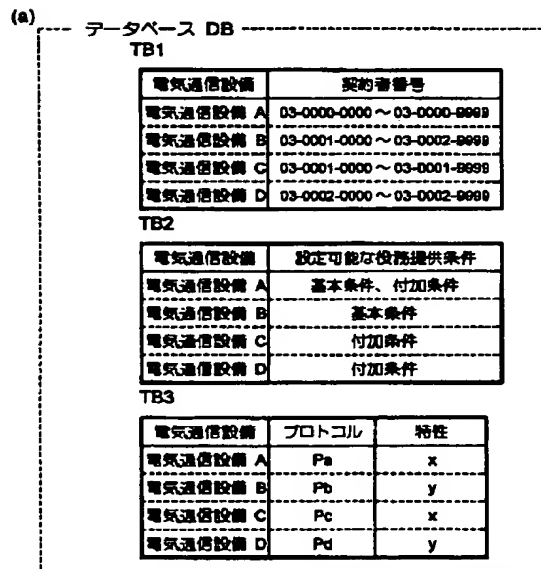 (a)
データベース DB
TB1
電気通信設備 契約者番号
電気通信設備 A 03-0000-0000～03-0000-9999
電気通信設備 B 03-0001-0000～03-0002-9999
電気通信設備 C 03-0001-0000～03-0001-9999
電気通信設備 D 03-0002-0000～03-0002-9999
TB2
電気通信設備 設定可能な役務提供条件
電気通信設備 A 基本条件、付加条件
電気通信設備 B 基本条件
電気通信設備 C 付加条件
電気通信設備 D 付加条件
TB3
電気通信設備 プロトコル 特性
電気通信設備 A Pa x
電気通信設備 B Pb y
電気通信設備 C Pc x
電気通信設備 D Pd y